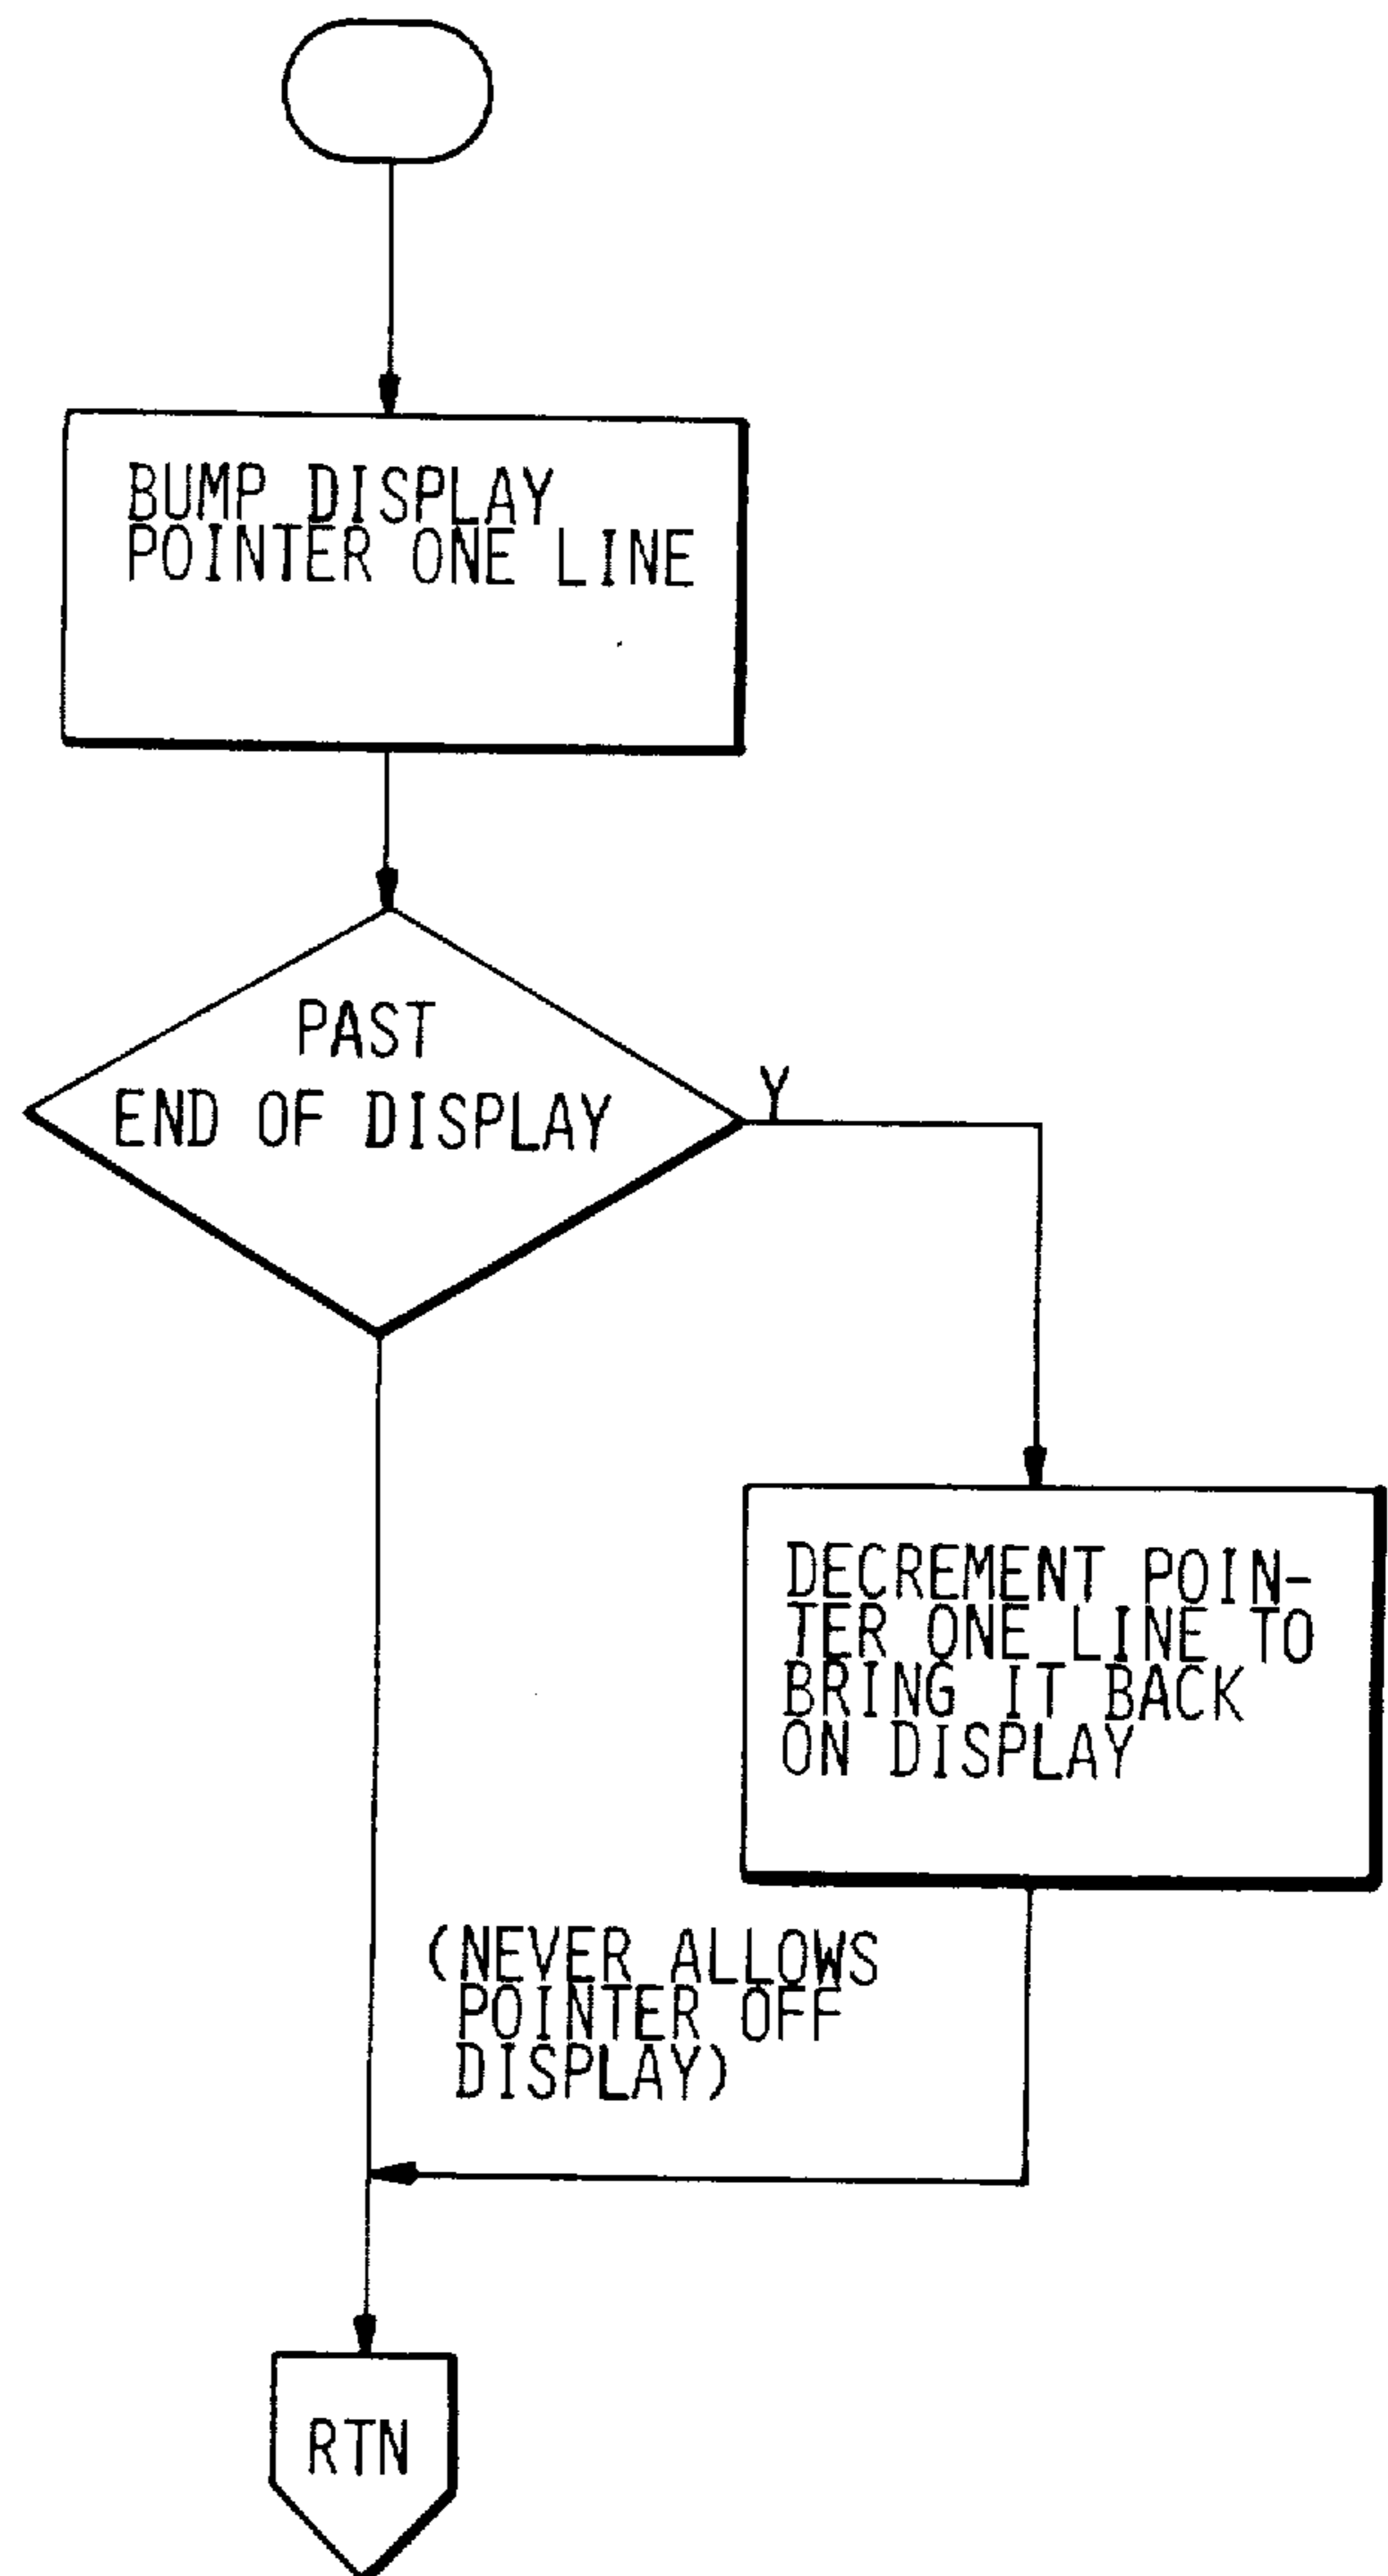 BUMP DISPLAY
POINTER ONE LINE
PAST
END OF DISPLAY
Y
DECREMENT POIN-
TER ONE LINE TO
BRING IT BACK
ON DISPLAY
(NEVER ALLOWS
POINTER OFF
DISPLAY)
RTN